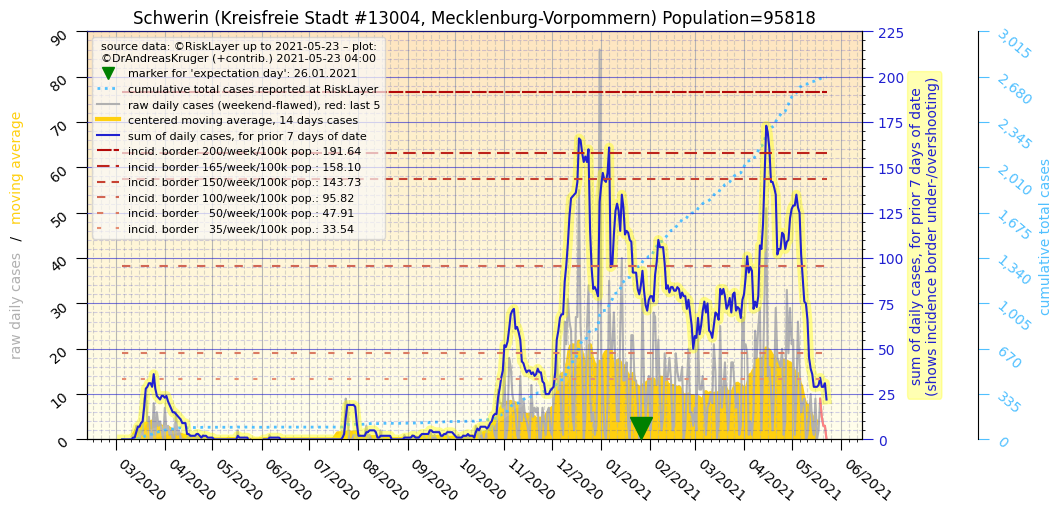 Schwerin (Kreisfreie Stadt #13004, Mecklenburg-Vorpommern) Population=95818
source data: ©RiskLayer up to 2021-05-23 – plot:
©DrAndreasKruger (+contrib.) 2021-05-23 04:00
marker for 'expectation day': 26.01.2021
cumulative total cases reported at RiskLayer
raw daily cases (weekend-flawed), red: last 5
centered moving average, 14 days cases
sum of daily cases, for prior 7 days of date
incid. border 200/week/100k pop.: 191.64
incid. border 165/week/100k pop.: 158.10
incid. border 150/week/100k pop.: 143.73
incid. border 100/week/100k pop.: 95.82
incid. border 50/week/100k pop.: 47.91
incid. border 35/week/100k pop.: 33.54
raw daily cases / moving average
90
80
70
60
50
40
30
20
10
0
03/2020
04/2020
05/2020
06/2020
07/2020
08/2020
09/2020
10/2020
11/2020
12/2020
01/2021
02/2021
03/2021
04/2021
05/2021
06/2021
225
200
175
150
125
100
75
50
25
0
sum of daily cases, for prior 7 days of date
(shows incidence border under-/overshooting)
3,015
2,680
2,345
2,010
1,675
1,340
1,005
670
335
0
cumulative total cases